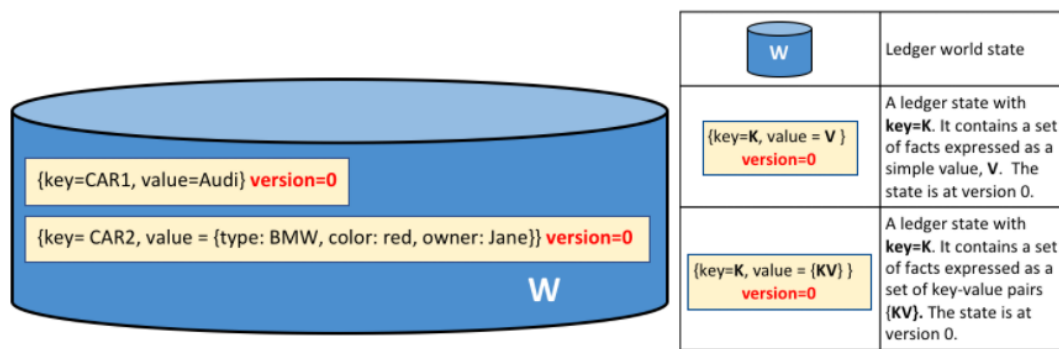 {key=CAR1, value=Audi} version=0
{key= CAR2, value = {type: BMW, color: red, owner: Jane}} version=0
W
W
Ledger world state
{key=K, value = V }
version=0
A ledger state with
key=K. It contains a set
of facts expressed as a
simple value, V.  The
state is at version 0.
{key=K, value = {KV} }
version=0
A ledger state with
key=K. It contains a set
of facts expressed as a
set of key-value pairs
{KV}. The state is at
version 0.